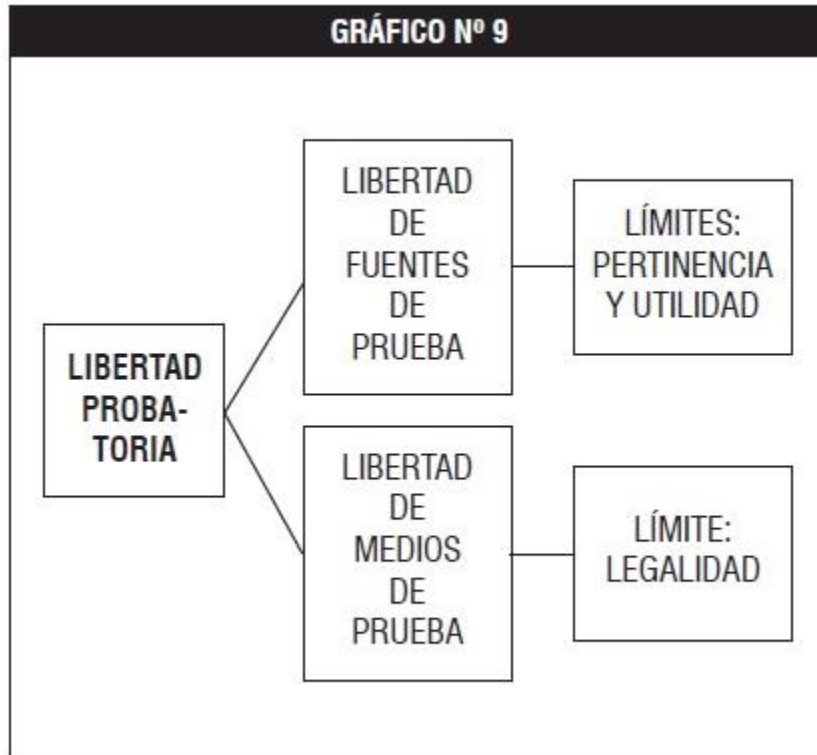 GRÁFICO Nº 9
LIBERTAD
PROBA-
TORIA
LIBERTAD
DE
FUENTES
DE
PRUEBA
LÍMITES:
PERTINENCIA
Y UTILIDAD
LIBERTAD
DE
MEDIOS
DE
PRUEBA
LÍMITE:
LEGALIDAD